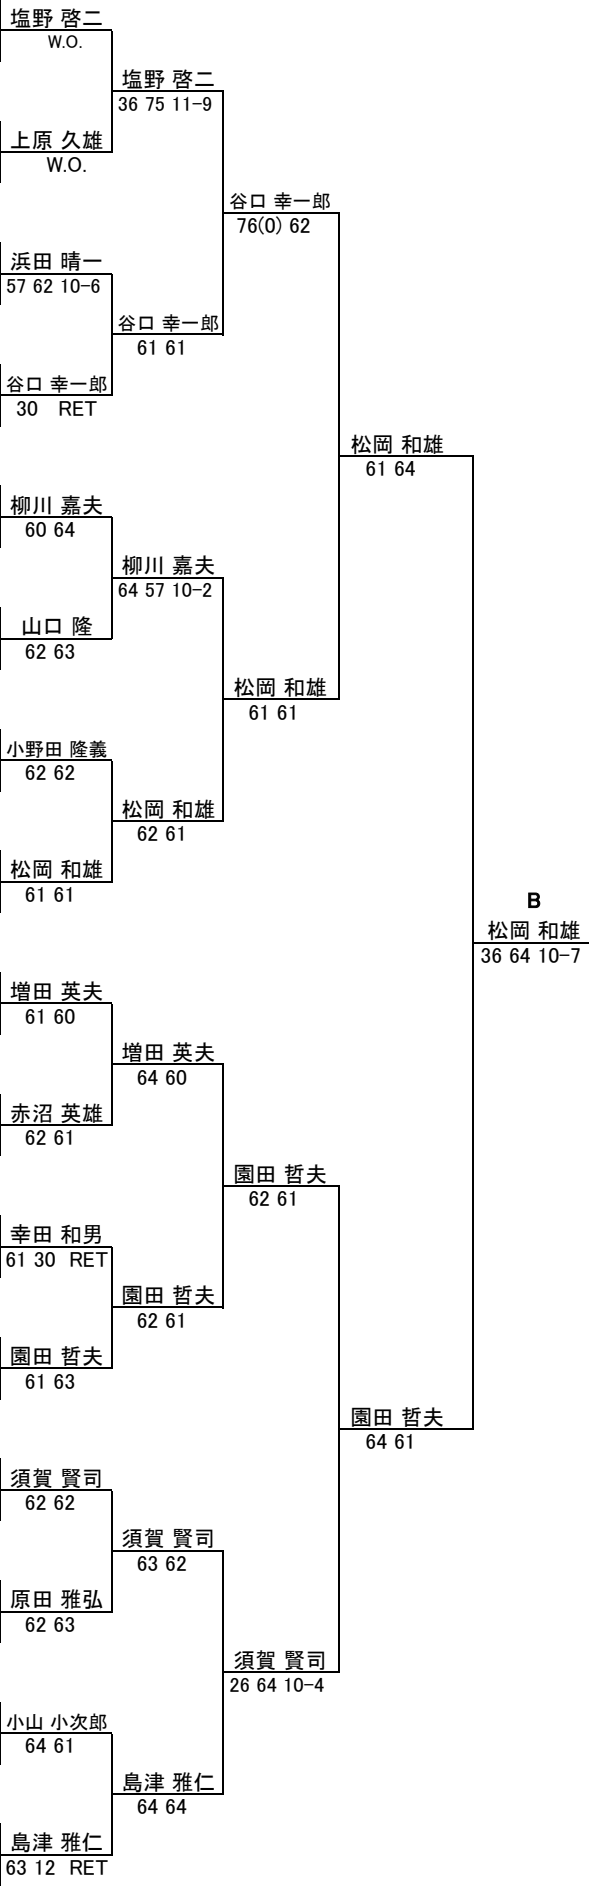 塩野 啓二
W.O.
塩野 啓二
36 75 11-9
上原 久雄
W.O.
谷口 幸一郎
76(0) 62
浜田 晴一
57 62 10-6
谷口 幸一郎
61 61
谷口 幸一郎
30 RET
松岡 和雄
61 64
柳川 嘉夫
60 64
柳川 嘉夫
64 57 10-2
山口 隆
62 63
松岡 和雄
61 61
小野田 隆義
62 62
松岡 和雄
62 61
松岡 和雄
61 61
B
松岡 和雄
36 64 10-7
増田 英夫
61 60
増田 英夫
64 60
赤沼 英雄
62 61
園田 哲夫
62 61
幸田 和男
61 30 RET
園田 哲夫
62 61
園田 哲夫
61 63
園田 哲夫
64 61
須賀 賢司
62 62
須賀 賢司
63 62
原田 雅弘
62 63
須賀 賢司
26 64 10-4
小山 小次郎
64 61
島津 雅仁
64 64
島津 雅仁
63 12 RET